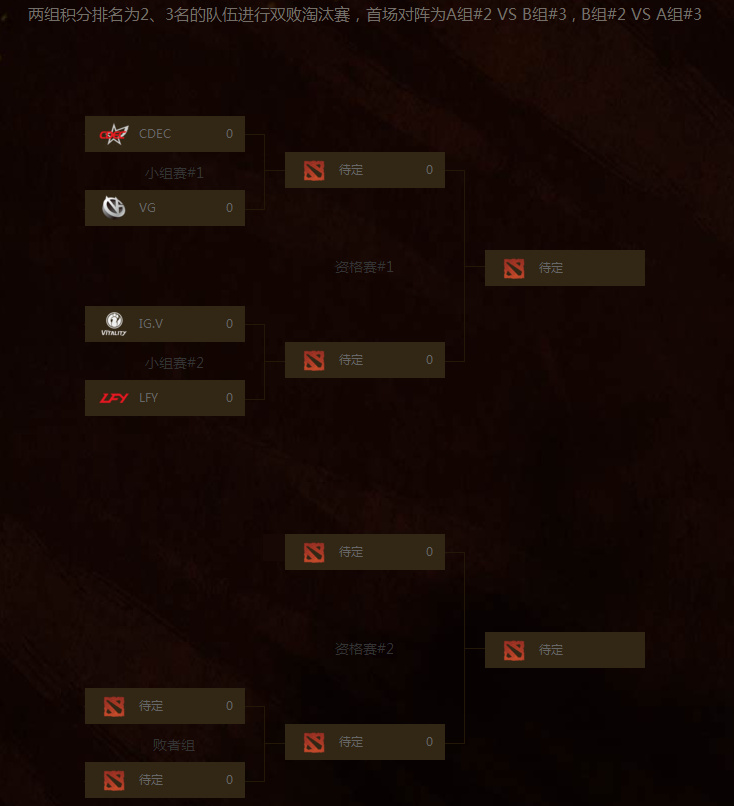 两组积分排名为2、3名的队伍进行双败淘汰赛，首场对阵为A组#2 VS B组#3 , B组#2 VS A组#3
CDEC 0
待定 0
小组赛#1
VG 0
待定
资格赛#1
IG.V 0
VITALITY
待定 0
小组赛#2
LFY LFY 0
待定 0
待定
资格赛#2
待定 0
待定 0
败者组
待定 0